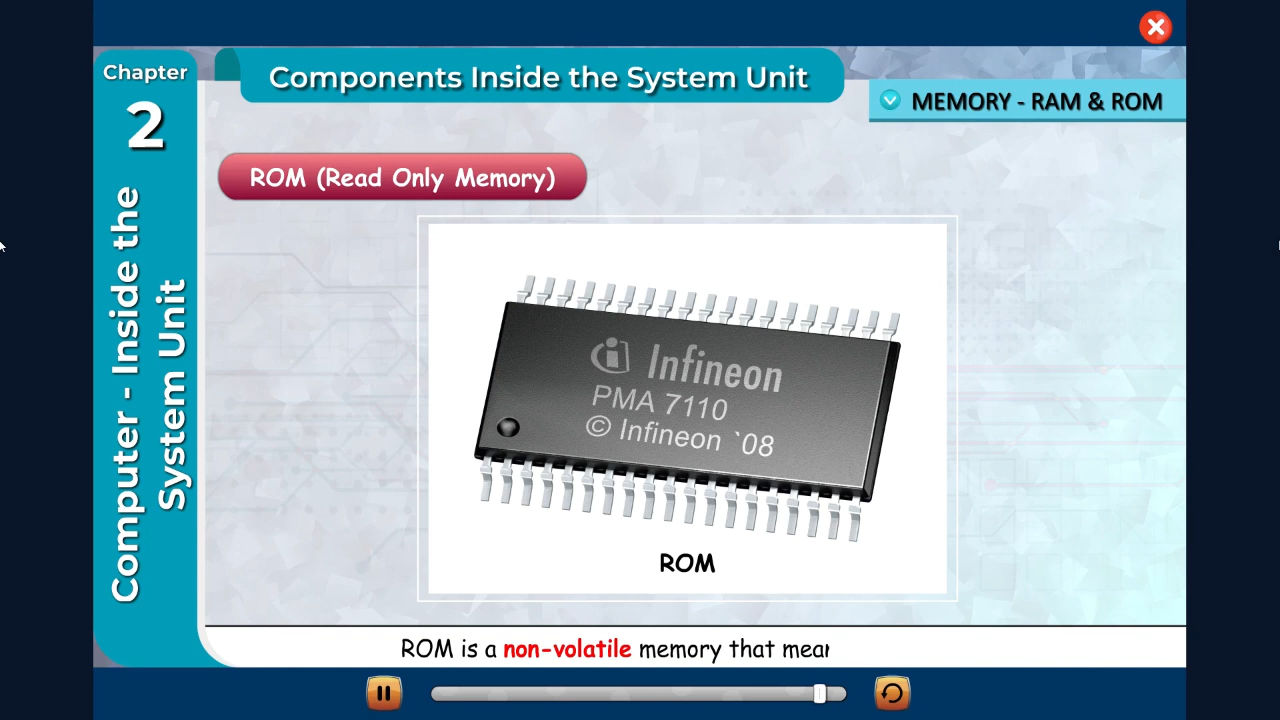 Chapter
2
Computer - Inside the
System Unit
Components Inside the System Unit
MEMORY - RAM & ROM
ROM (Read Only Memory)
Infineon
PMA 7110
© Infineon `08
ROM
ROM is a non-volatile memory that mean